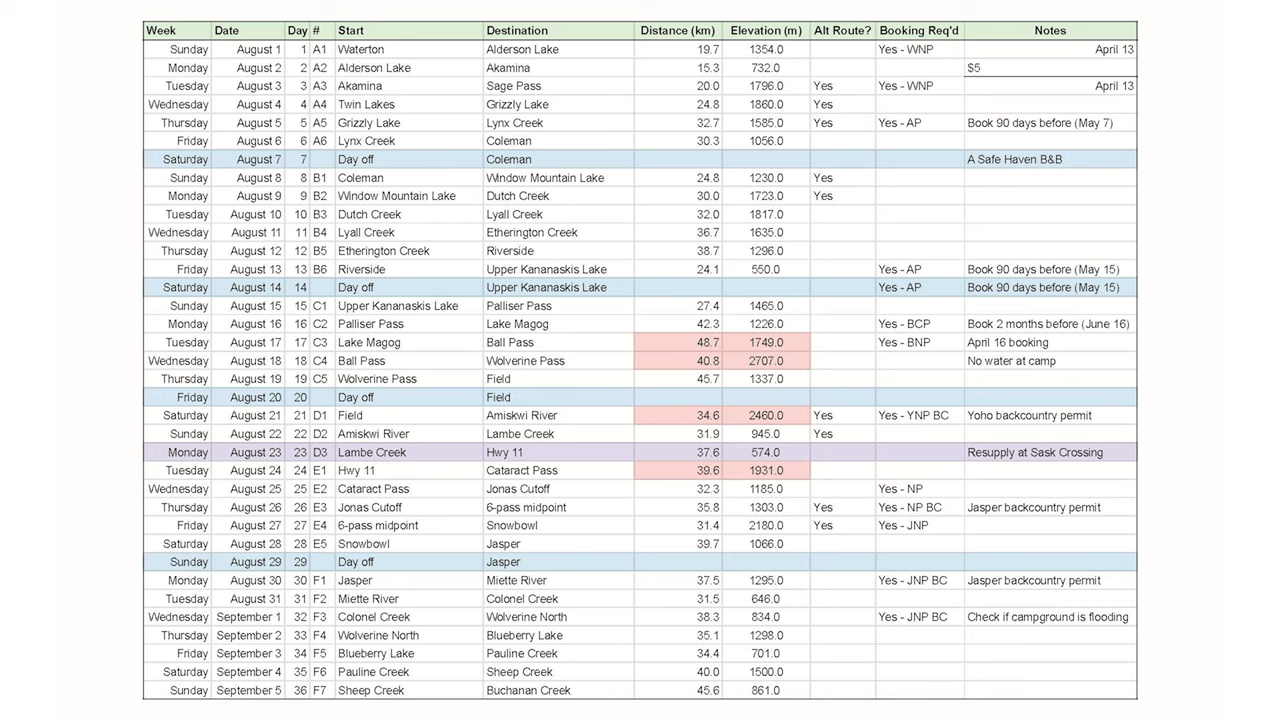 Week Date Day # Start Destination Distance (km) Elevation (m) Alt Route? Booking Req'd Notes
Sunday August 1 1 A1 Waterton Alderson Lake 19.7 1354.0 Yes - WNP April 13
Monday August 2 2 A2 Alderson Lake Akamina 15.3 732.0 $5
Tuesday August 3 3 A3 Akamina Sage Pass 20.0 1796.0 Yes Yes - WNP April 13
Wednesday August 4 4 A4 Twin Lakes Grizzly Lake 24.8 1860.0 Yes
Thursday August 5 5 A5 Grizzly Lake Lynx Creek 32.7 1585.0 Yes Yes - AP Book 90 days before (May 7)
Friday August 6 6 A6 Lynx Creek Coleman 30.3 1056.0
Saturday August 7 7 Day off Coleman A Safe Haven B&B
Sunday August 8 8 B1 Coleman Window Mountain Lake 24.8 1230.0 Yes
Monday August 9 9 B2 Window Mountain Lake Dutch Creek 30.0 1723.0 Yes
Tuesday August 10 10 B3 Dutch Creek Lyall Creek 32.0 1817.0
Wednesday August 11 11 B4 Lyall Creek Etherington Creek 36.7 1635.0
Thursday August 12 12 B5 Etherington Creek Riverside 38.7 1296.0
Friday August 13 13 B6 Riverside Upper Kananaskis Lake 24.1 550.0 Yes - AP Book 90 days before (May 15)
Saturday August 14 14 Day off Upper Kananaskis Lake Yes - AP Book 90 days before (May 15)
Sunday August 15 15 C1 Upper Kananaskis Lake Palliser Pass 27.4 1465.0
Monday August 16 16 C2 Palliser Pass Lake Magog 42.3 1226.0 Yes - BCP Book 2 months before (June 16)
Tuesday August 17 17 C3 Lake Magog Ball Pass 48.7 1749.0 Yes - BNP April 16 booking
Wednesday August 18 18 C4 Ball Pass Wolverine Pass 40.8 2707.0 No water at camp
Thursday August 19 19 C5 Wolverine Pass Field 45.7 1337.0
Friday August 20 20 Day off Field
Saturday August 21 21 D1 Field Amiskwi River 34.6 2460.0 Yes Yes - YNP BC Yoho backcountry permit
Sunday August 22 22 D2 Amiskwi River Lambe Creek 31.9 945.0 Yes
Monday August 23 23 D3 Lambe Creek Hwy 11 37.6 574.0 Resupply at Sask Crossing
Tuesday August 24 24 E1 Hwy 11 Cataract Pass 39.6 1931.0
Wednesday August 25 25 E2 Cataract Pass Jonas Cutoff 32.3 1185.0 Yes - NP
Thursday August 26 26 E3 Jonas Cutoff 6-pass midpoint 35.8 1303.0 Yes Yes - NP BC Jasper backcountry permit
Friday August 27 27 E4 6-pass midpoint Snowbowl 31.4 2180.0 Yes Yes - JNP
Saturday August 28 28 E5 Snowbowl Jasper 39.7 1066.0
Sunday August 29 29 Day off Jasper
Monday August 30 30 F1 Jasper Miette River 37.5 1295.0 Yes - JNP BC Jasper backcountry permit
Tuesday August 31 31 F2 Miette River Colonel Creek 31.5 646.0
Wednesday September 1 32 F3 Colonel Creek Wolverine North 38.3 834.0 Yes - JNP BC Check if campground is flooding
Thursday September 2 33 F4 Wolverine North Blueberry Lake 35.1 1298.0
Friday September 3 34 F5 Blueberry Lake Pauline Creek 34.4 701.0
Saturday September 4 35 F6 Pauline Creek Sheep Creek 40.0 1500.0
Sunday September 5 36 F7 Sheep Creek Buchanan Creek 45.6 861.0